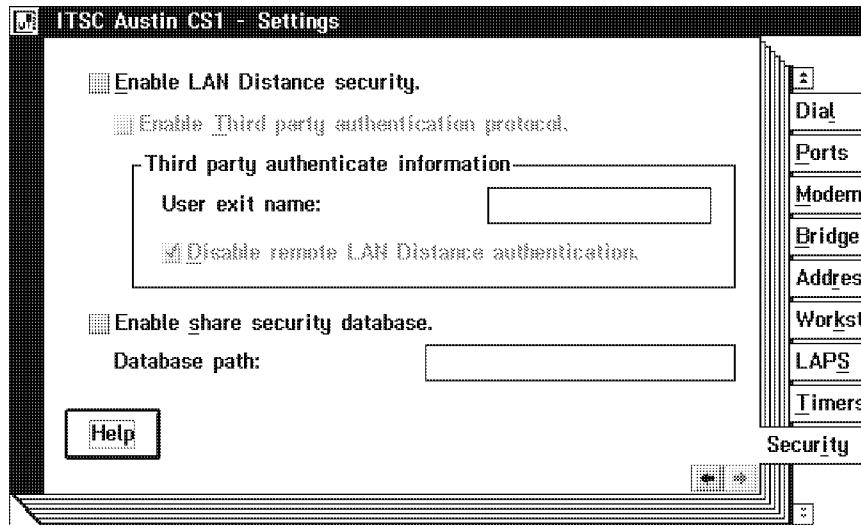 ITSC Austin CS1 - Settings
Enable LAN Distance security.
Enable Third party authentication protocol.
Third party authenticate information
User exit name:
Disable remote LAN Distance authentication.
Enable share security database.
Database path:
Help
Dial
Ports
Modem
Bridge
Addres
Workst
LAPS
Timers
Security